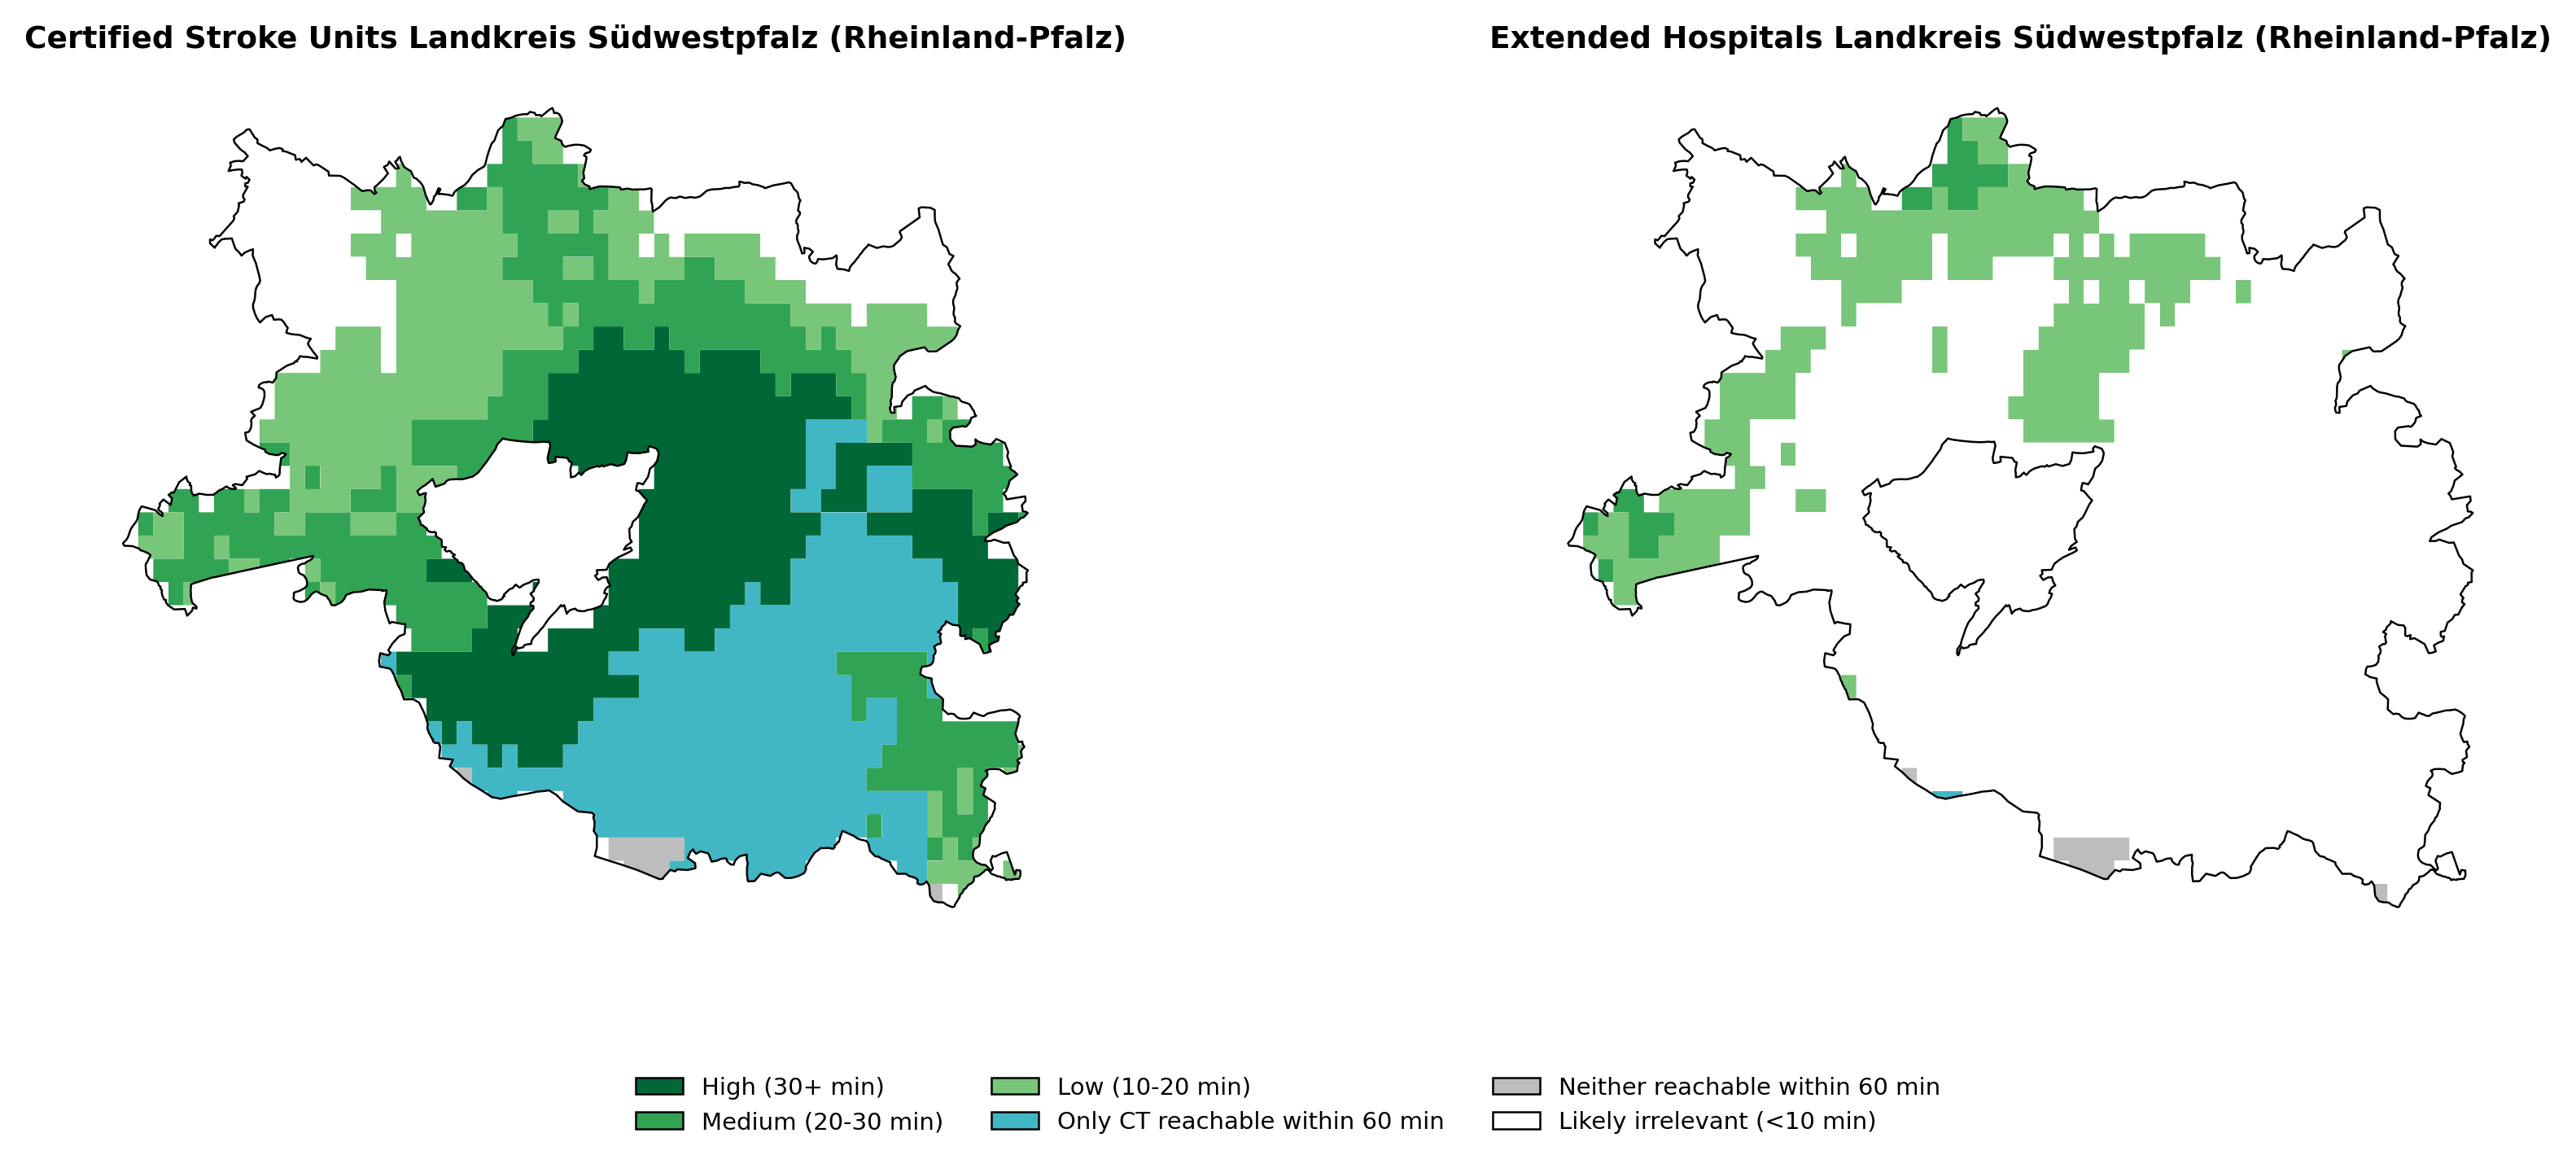 Certified Stroke Units Landkreis Südwestpfalz (Rheinland-Pfalz)
Extended Hospitals Landkreis Südwestpfalz (Rheinland-Pfalz)
High (30+ min)
Medium (20-30 min)
Low (10-20 min)
Only CT reachable within 60 min
Neither reachable within 60 min
Likely irrelevant (<10 min)